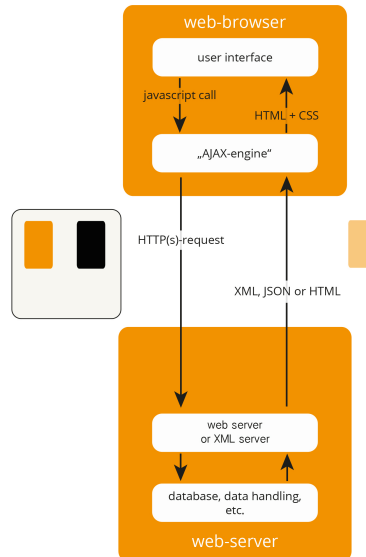 web-browser
user interface
javascript call
HTML + CSS
„AJAX-engine“
HTTP(s)-request
XML, JSON or HTML
web server
or XML server
database, data handling,
etc.
web-server